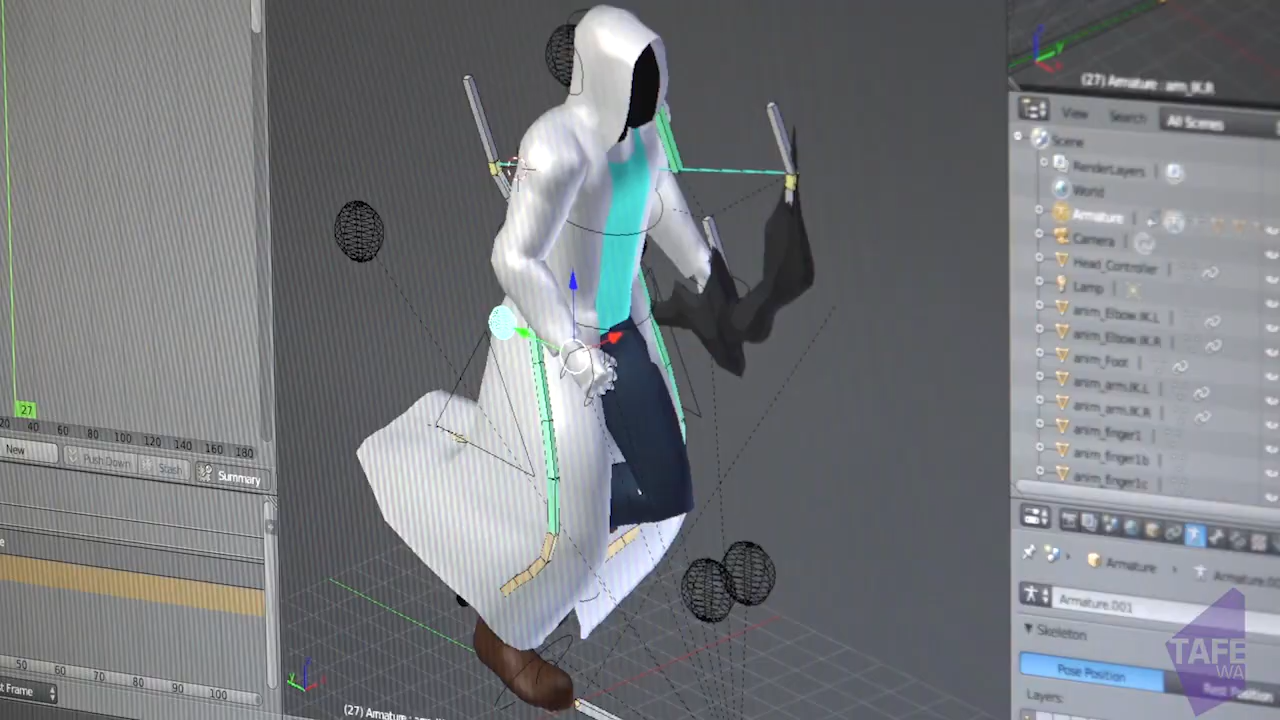 27
20 40 60 80 100 120 140 160 180
New
Push Down
Stash
Summary
50 60 70 80 90 100
st Frame
(27) Armature : arm_IK.R
View
Search
All Scenes
Scene
RenderLayers
World
Armature
Camera
Head_Controller
Lamp
anim_Elbow.IK.L
anim_Elbow.IK.R
anim_Foot
anim_arm.IK.L
anim_arm.IK.R
anim_finger1
anim_finger1b
anim_finger1c
Armature
Armature.001
Skeleton
Pose Position
Rest Position
Layers:
(27) Armature :
TAFE
WA